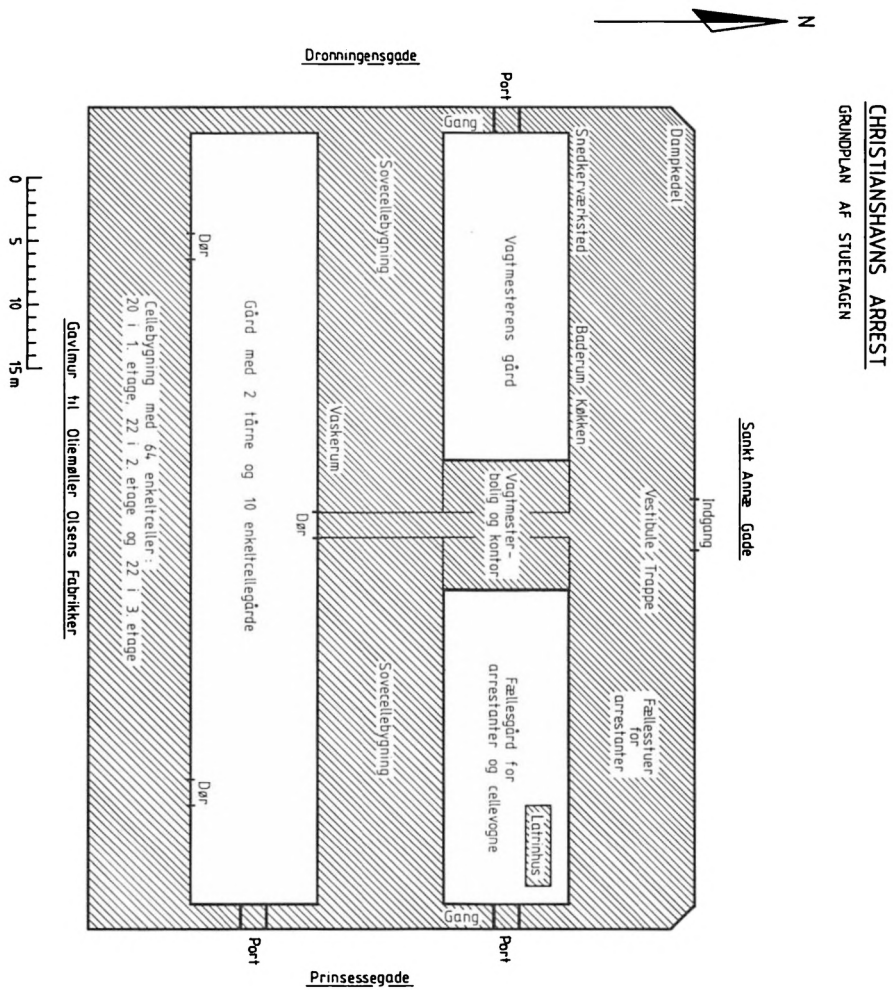 CHRISTIANSHAVNS ARREST
GRUNDPLAN AF STUEETAGEN
N
Sankt Annæ Gade
Indgang
Dampkedel
Vestibule
Trappe
Fællesstuer
for
arrestanter
Dronningensgade
Port
Gang
Snedkerværksted
Baderum
Køkken
Vagtmesterens gård
Vagtmester-
bolig og kontor
Fællesgård for
arrestanter og cellevogne
Latrinhus
Gang
Port
Prinsessegade
Sovecellebygning
Vaskerum
Sovecellebygning
Dør
Gård med 2 tårne og 10 enkeltcellegårde
Port
Dør
Dør
Cellebygning med 64 enkeltceller:
20 i 1. etage, 22 i 2. etage og 22 i 3. etage
Gavlmur til Oliemøller Olsens Fabrikker
0 5 10 15 m